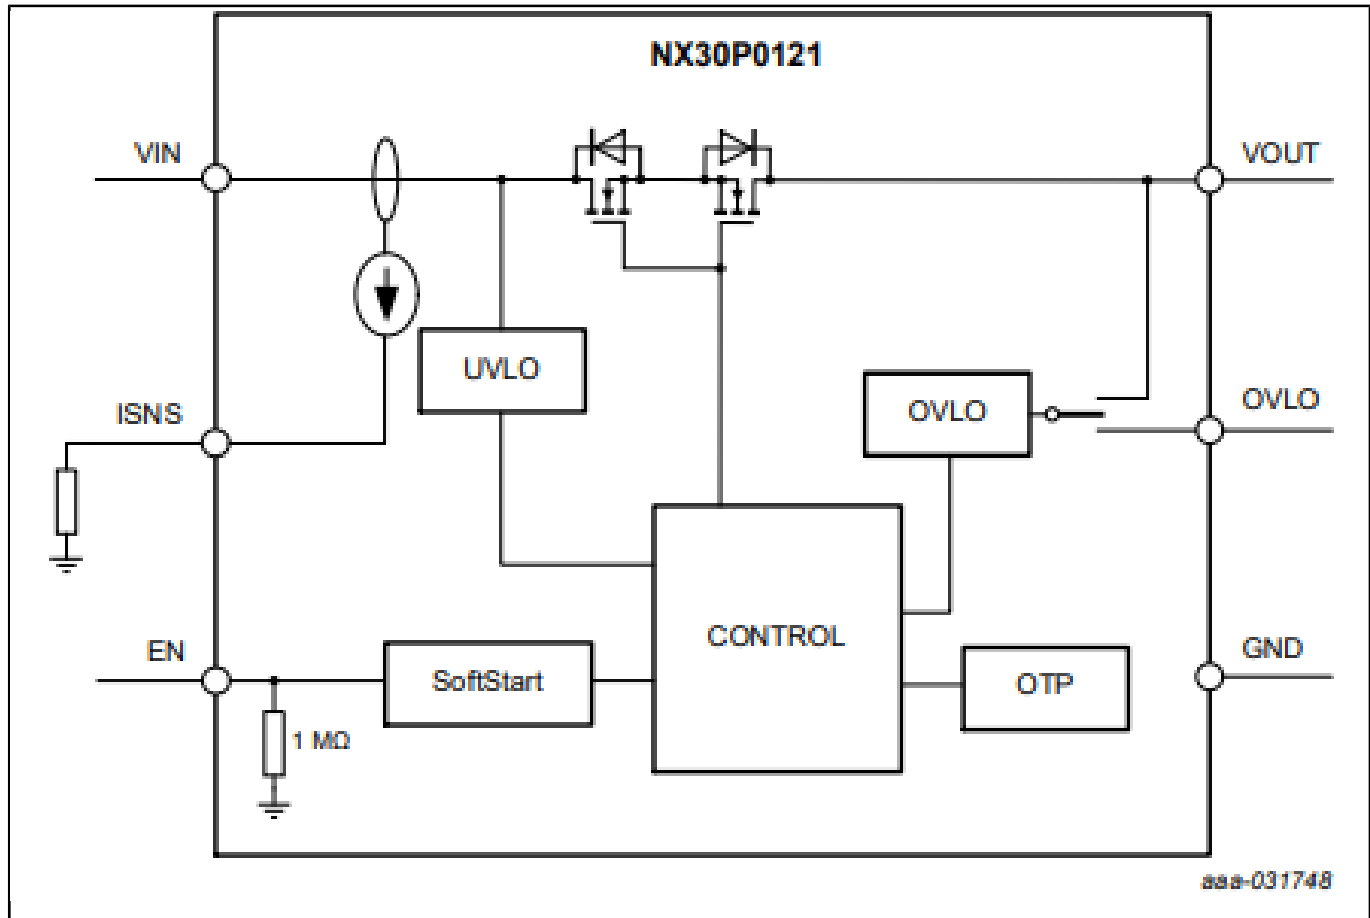 NX30P0121
VIN
VOUT
UVLO
OVLO
OVLO
ISNS
CONTROL
EN
SoftStart
OTP
GND
1 MΩ
aaa-031748